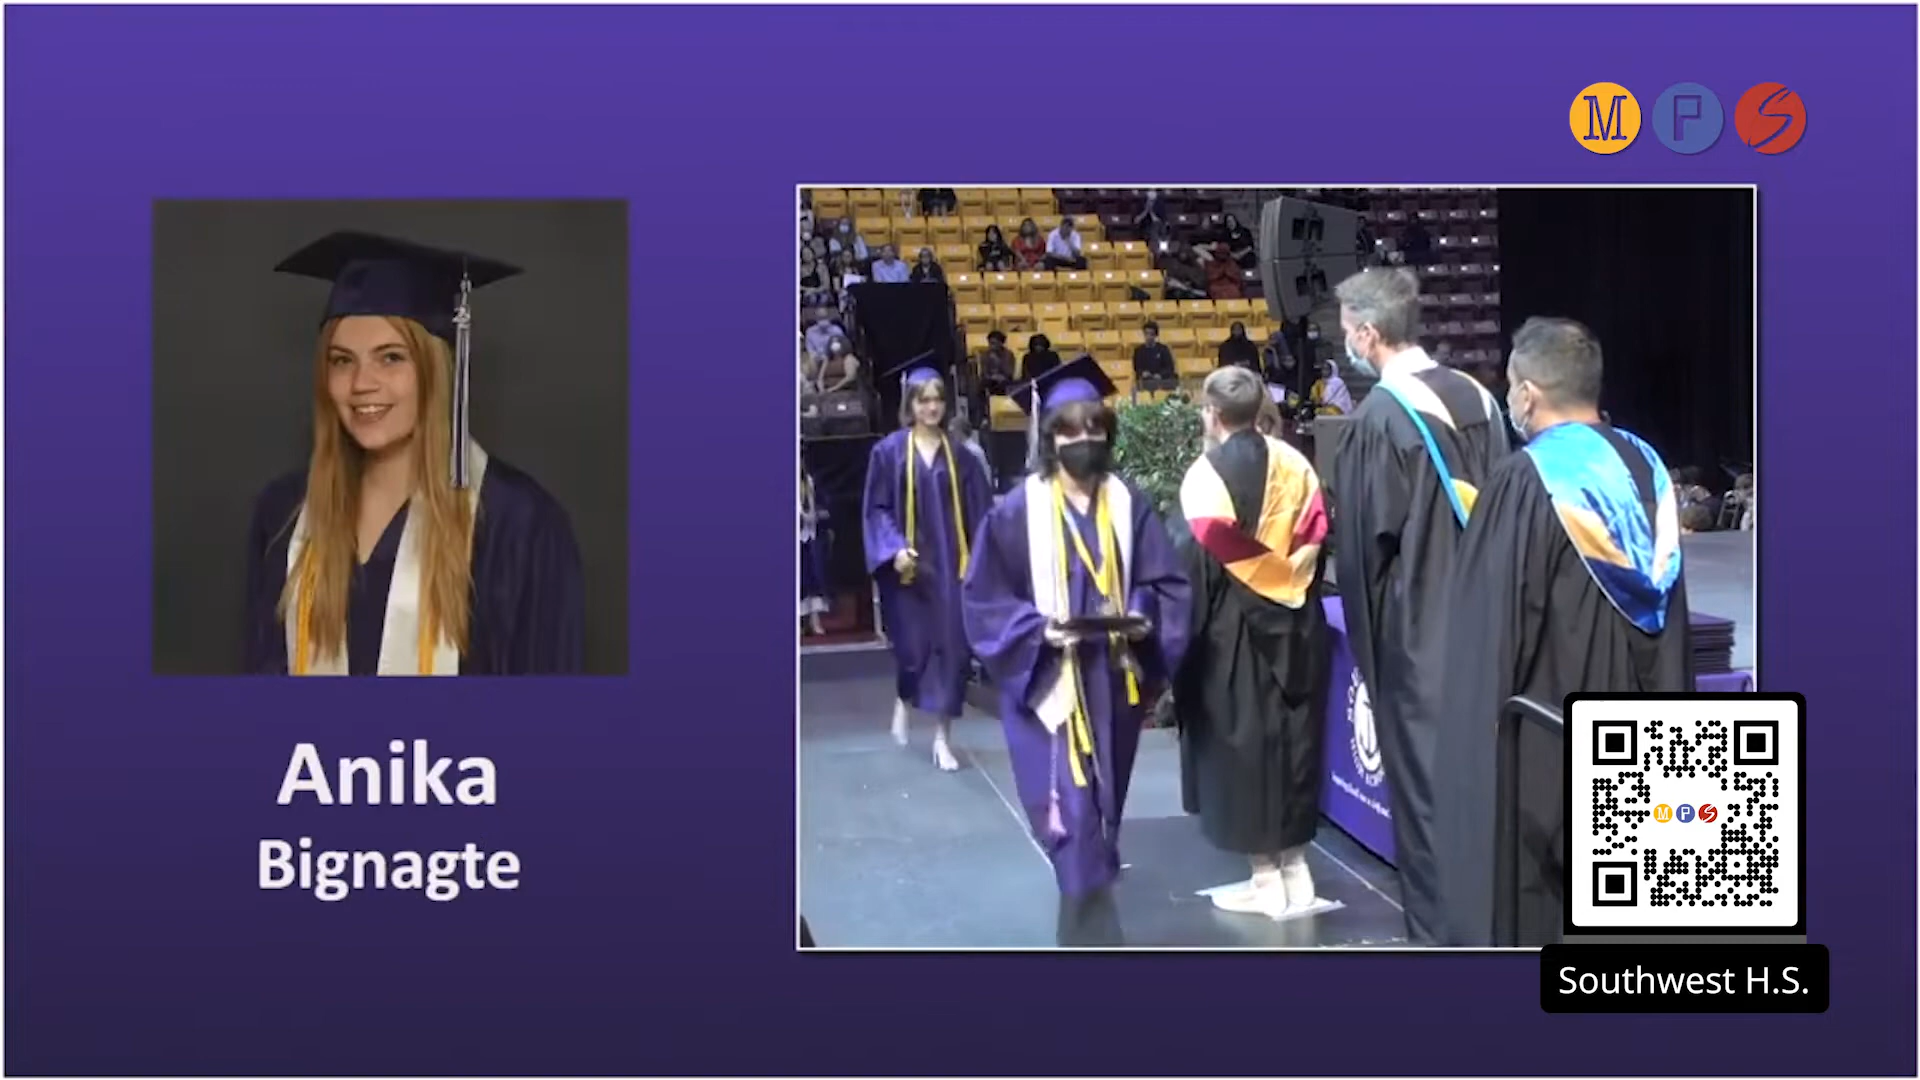 M P S
Anika
Bignagte
M P S
Southwest H.S.